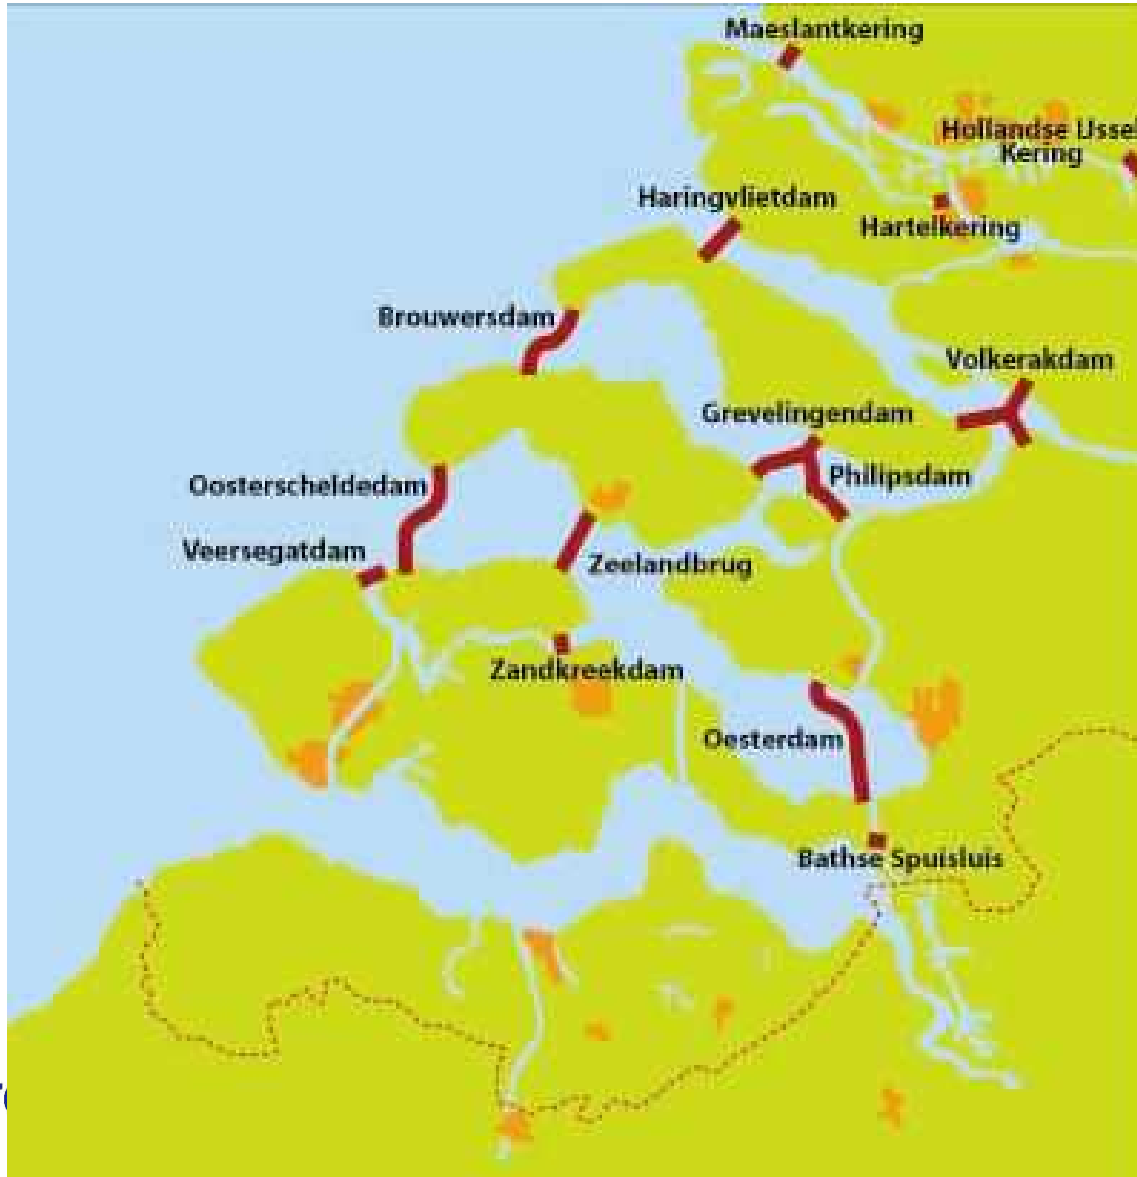 Maeslantkering
Hollandse IJssel
Kering
Haringvlietdam
Hartelkering
Brouwersdam
Volkerakdam
Grevelingendam
Oosterscheldedam
Philipsdam
Veersegatdam
Zeelandbrug
Zandkreekdam
Oesterdam
Bathse Spuisluis